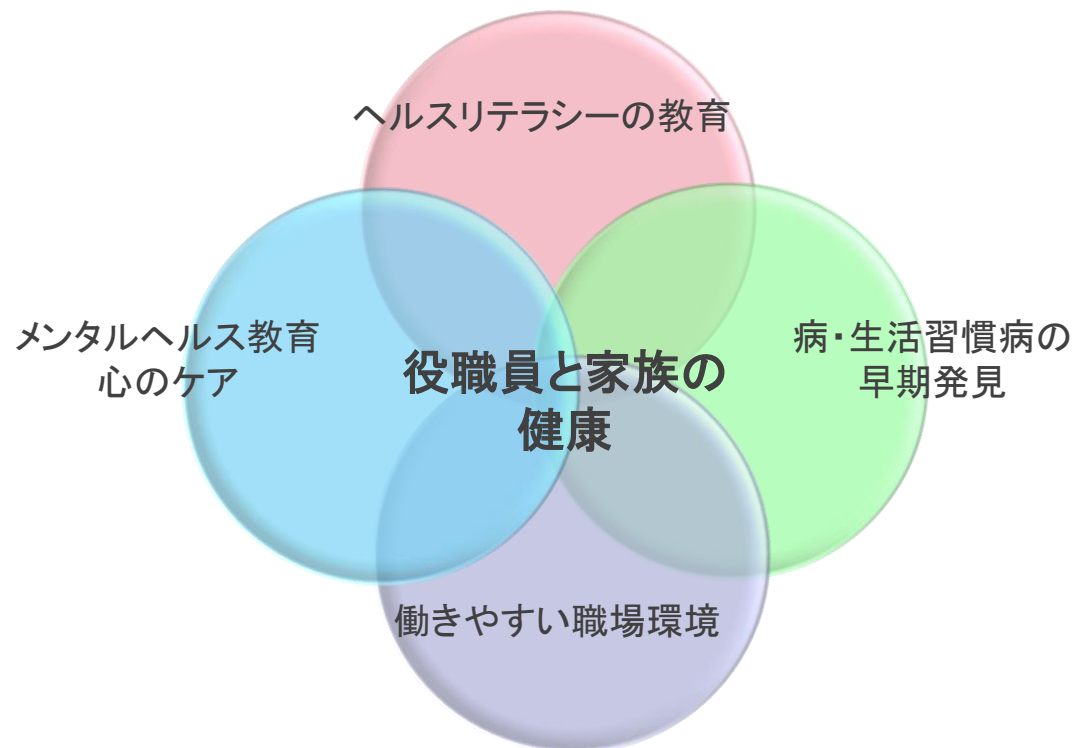 ヘルスリテラシーの教育
メンタルヘルス教育
心のケア
役職員と家族の
健康
病・生活習慣病の
早期発見
働きやすい職場環境